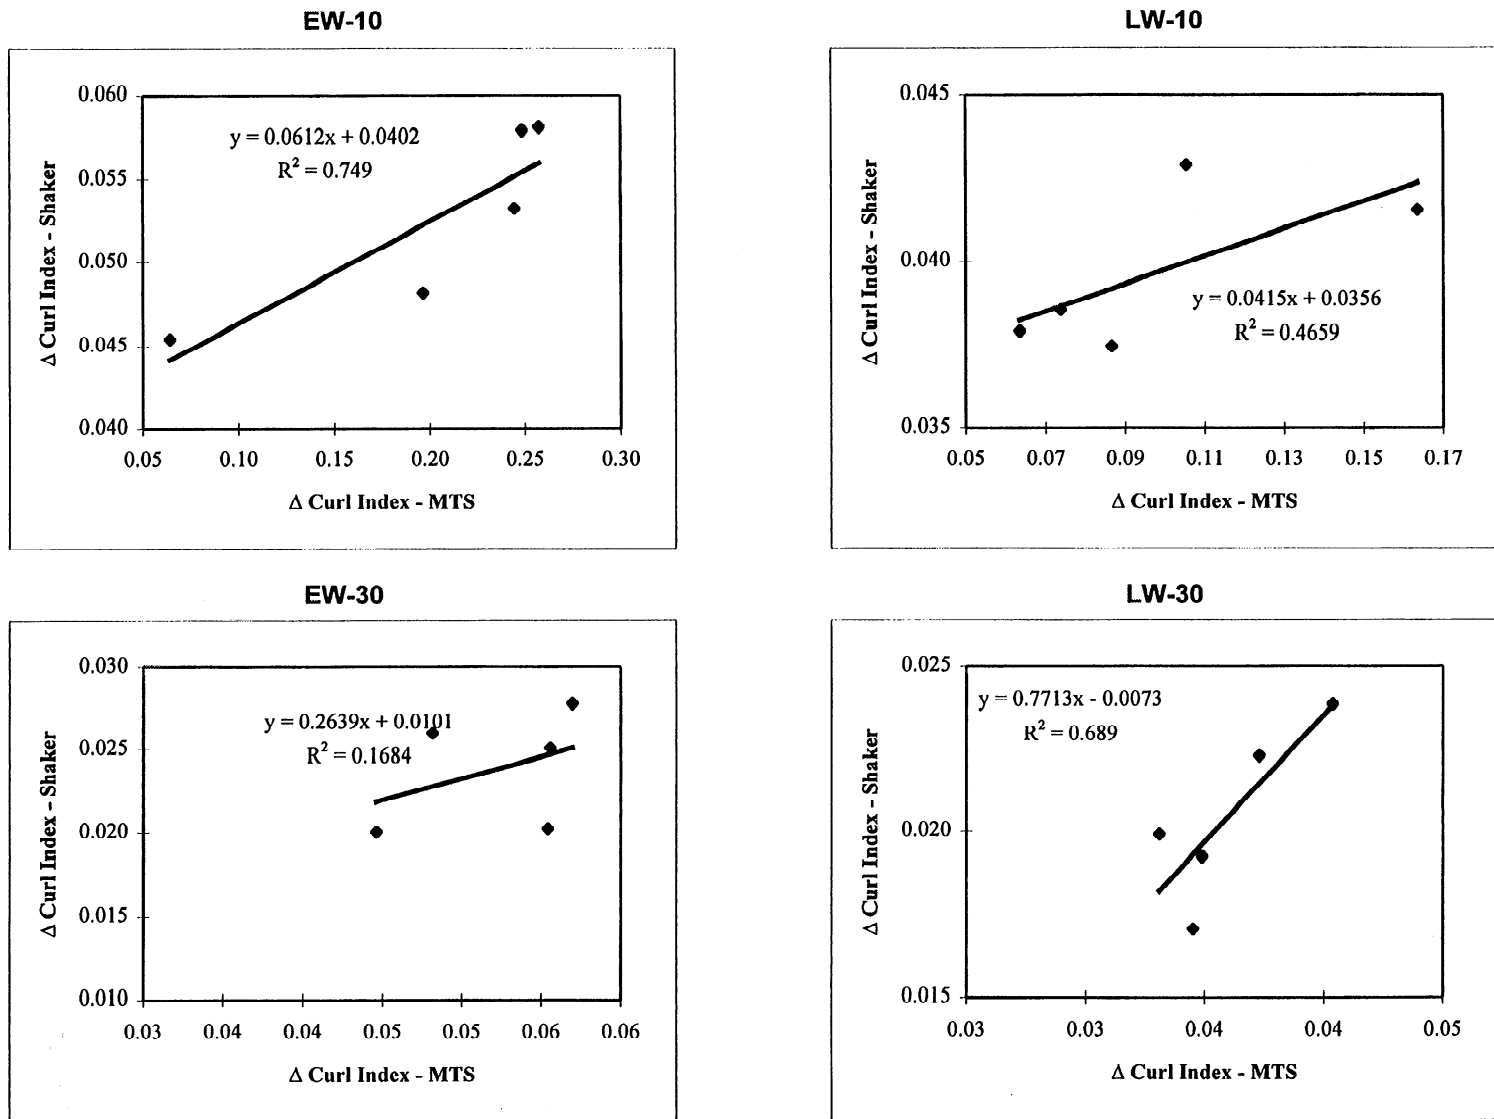 EW-10
0.060
0.055
0.050
0.045
0.040
Δ Curl Index - Shaker
y = 0.0612x + 0.0402
R² = 0.749
0.05 0.10 0.15 0.20 0.25 0.30
Δ Curl Index - MTS
LW-10
0.045
0.040
0.035
Δ Curl Index - Shaker
y = 0.0415x + 0.0356
R² = 0.4659
0.05 0.07 0.09 0.11 0.13 0.15 0.17
Δ Curl Index - MTS
EW-30
0.030
0.025
0.020
0.015
0.010
Δ Curl Index - Shaker
y = 0.2639x + 0.0101
R² = 0.1684
0.03 0.04 0.04 0.05 0.05 0.06 0.06
Δ Curl Index - MTS
LW-30
0.025
0.020
0.015
Δ Curl Index - Shaker
y = 0.7713x - 0.0073
R² = 0.689
0.03 0.03 0.04 0.04 0.05
Δ Curl Index - MTS